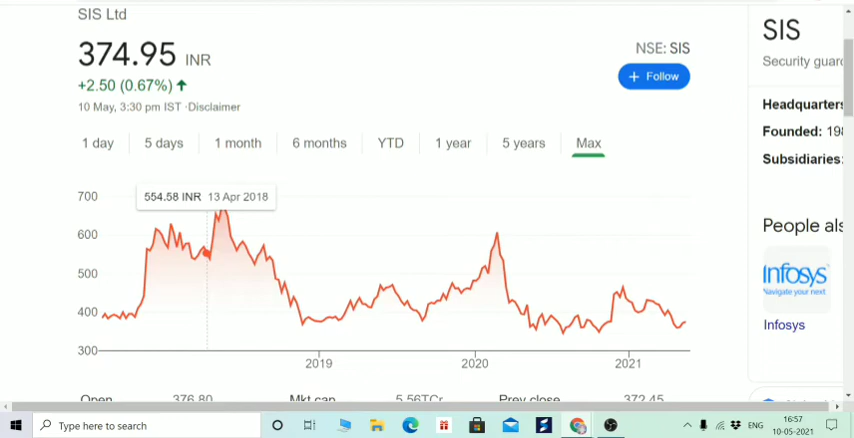 SIS Ltd
374.95 INR
+2.50 (0.67%)
10 May, 3:30 pm IST ·Disclaimer
NSE: SIS
+ Follow
1 day 5 days 1 month 6 months YTD 1 year 5 years Max
554.58 INR 13 Apr 2018
700
600
500
400
300
2019 2020 2021
Open 376.80 Mkt cap 5.56TCr Prev close 372.45
SIS
Security guar
Headquarters
Founded: 198
Subsidiaries:
People als
Infosys
Navigate your next
Infosys
Type here to search
ENG
16:57
10-05-2021